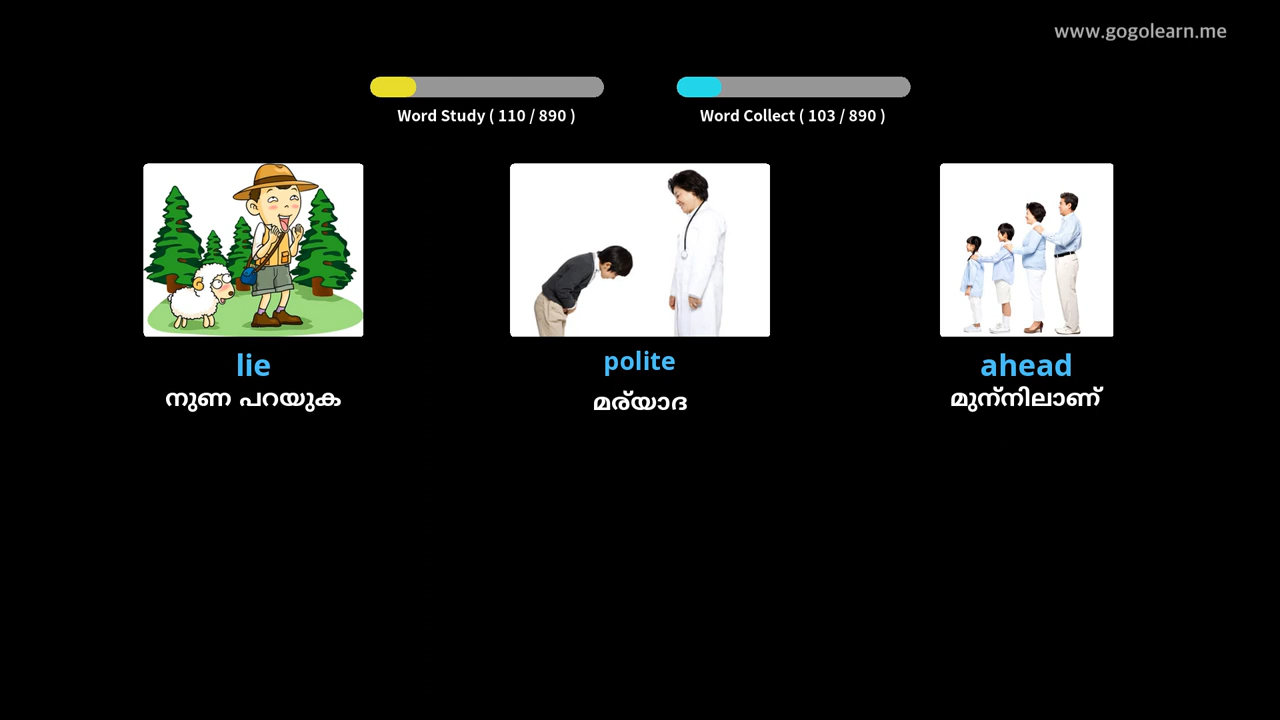 www.gogolearn.me
Word Study ( 110 / 890 )
Word Collect ( 103 / 890 )
lie
polite
ahead
നുണ പറയുക
മര്യാദ
മുന്നിലാണ്